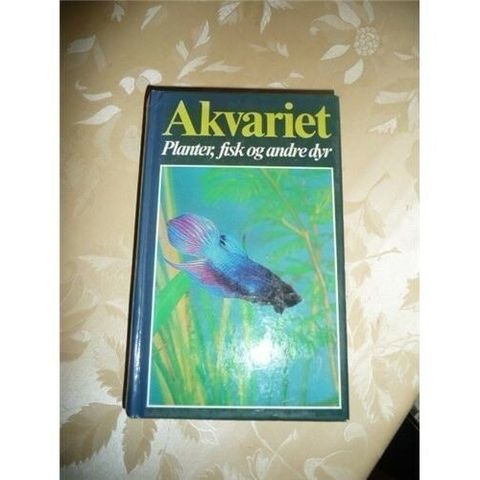 Akvariet
Planter, fisk og andre dyr